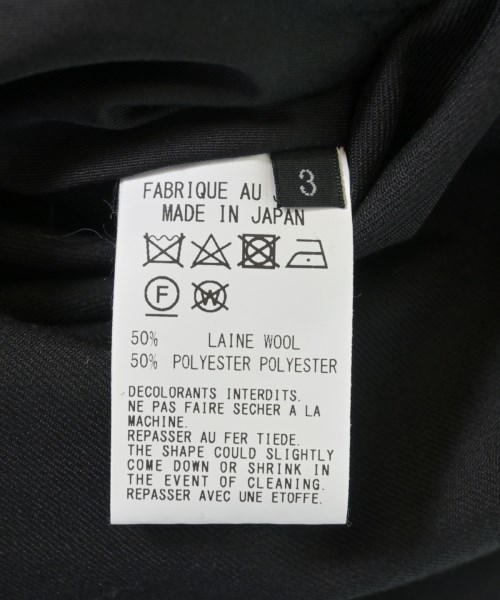 3
FABRIQUE AU J
MADE IN JAPAN
F
W
50% LAINE WOOL
50% POLYESTER POLYESTER
DECOLORANTS INTERDITS.
NE PAS FAIRE SECHER A LA
MACHINE.
REPASSER AU FER TIEDE.
THE SHAPE COULD SLIGHTLY
COME DOWN OR SHRINK IN
THE EVENT OF CLEANING.
REPASSER AVEC UNE ETOFFE.